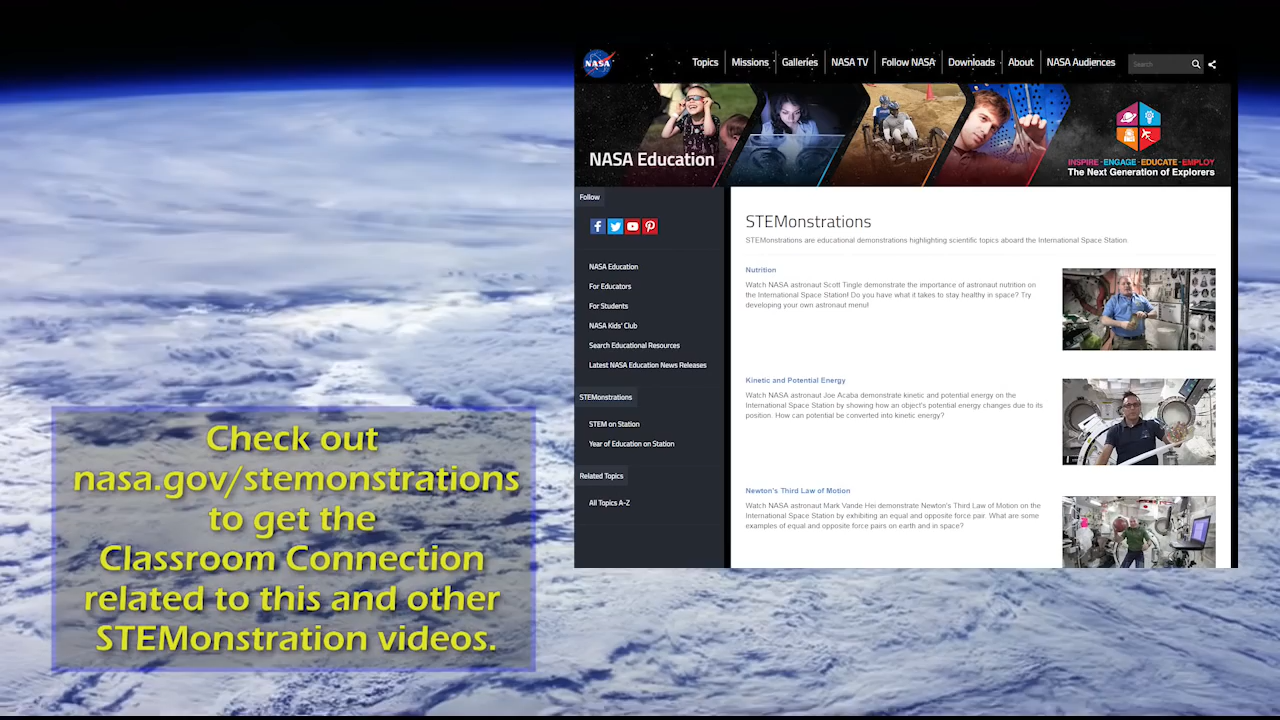 NASA
Topics
Missions
Galleries
NASA TV
Follow NASA
Downloads
About
NASA Audiences
Search
NASA Education
INSPIRE - ENGAGE - EDUCATE - EMPLOY
The Next Generation of Explorers
Follow
NASA Education
For Educators
For Students
NASA Kids' Club
Search Educational Resources
Latest NASA Education News Releases
STEMonstrations
STEM on Station
Year of Education on Station
Related Topics
All Topics A-Z
STEMonstrations
STEMonstrations are educational demonstrations highlighting scientific topics aboard the International Space Station.
Nutrition
Watch NASA astronaut Scott Tingle demonstrate the importance of astronaut nutrition on
the International Space Station! Do you have what it takes to stay healthy in space? Try
developing your own astronaut menu!
Kinetic and Potential Energy
Watch NASA astronaut Joe Acaba demonstrate kinetic and potential energy on the
International Space Station by showing how an object's potential energy changes due to its
position. How can potential be converted into kinetic energy?
Newton's Third Law of Motion
Watch NASA astronaut Mark Vande Hei demonstrate Newton's Third Law of Motion on the
International Space Station by exhibiting an equal and opposite force pair. What are some
examples of equal and opposite force pairs on earth and in space?
Check out
nasa.gov/stemonstrations
to get the
Classroom Connection
related to this and other
STEMonstration videos.